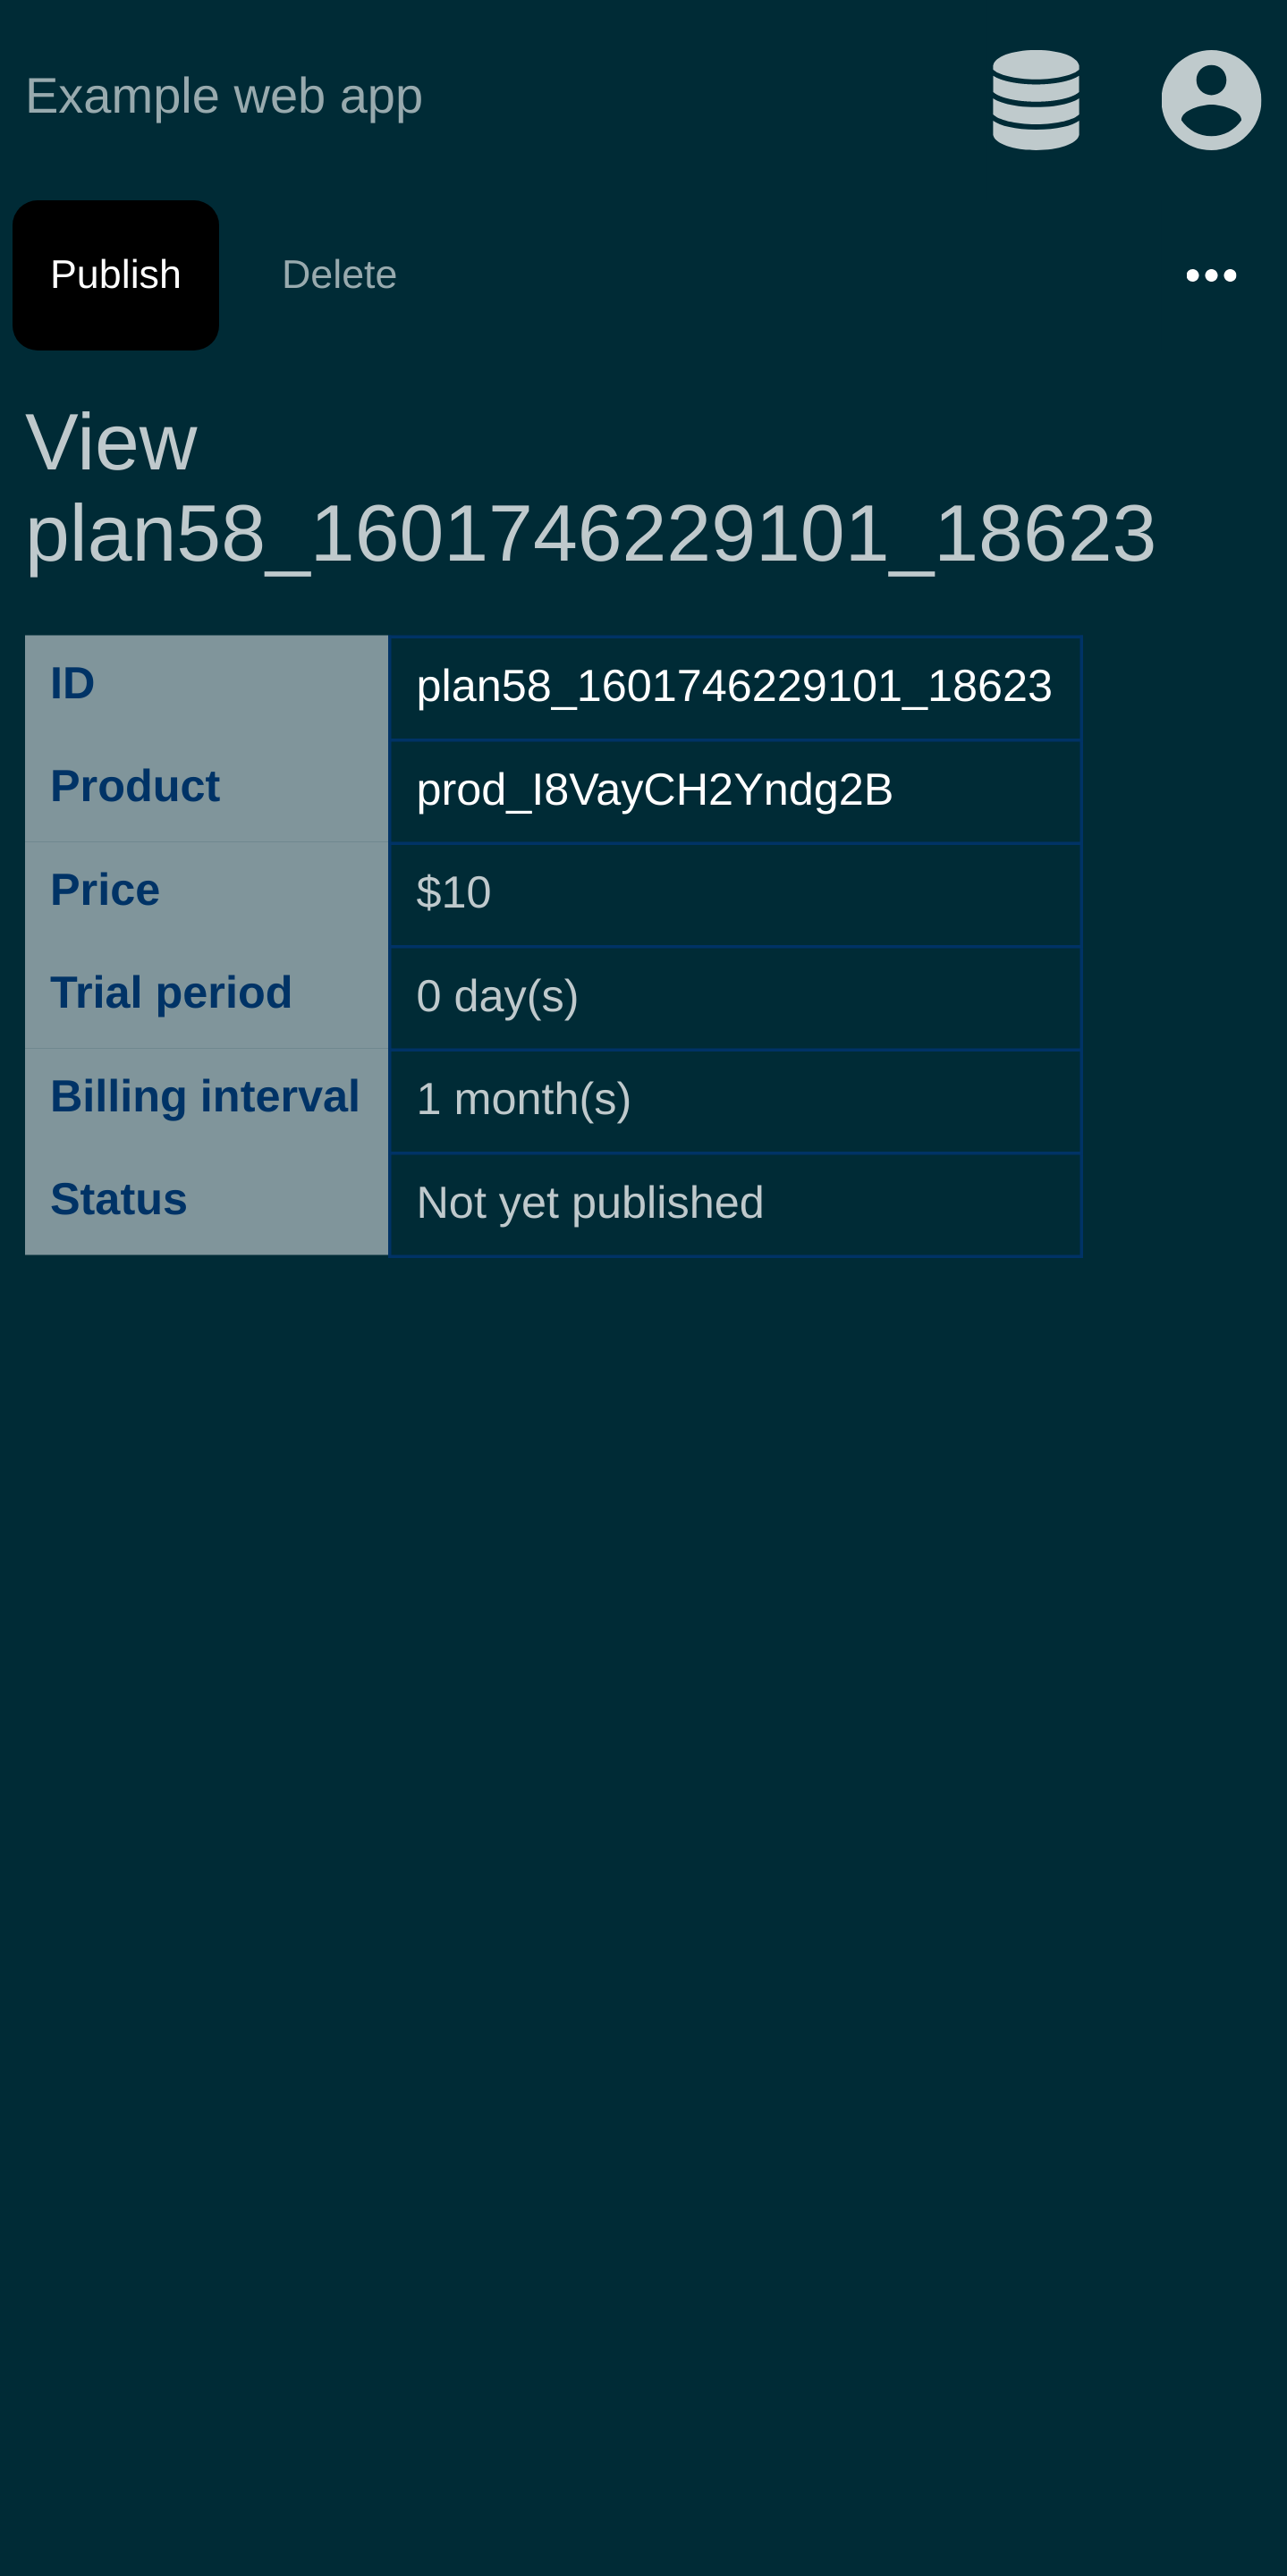 Example web app
Publish Delete
View
plan58_1601746229101_18623
ID plan58_1601746229101_18623
Product prod_I8VayCH2Yndg2B
Price $10
Trial period 0 day(s)
Billing interval 1 month(s)
Status Not yet published